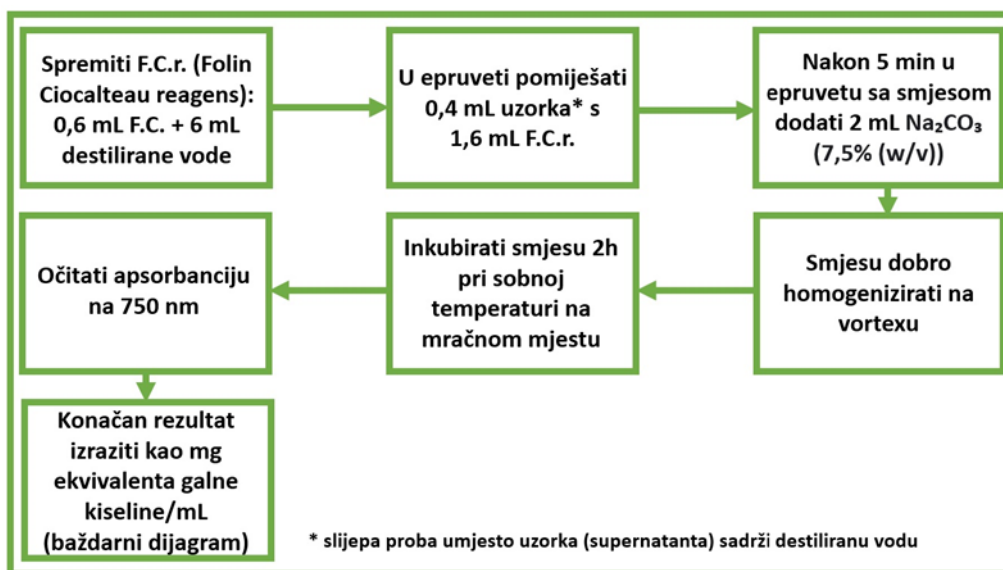 Spremiti F.C.r. (Folin
Ciocalteau reagens):
0,6 mL F.C. + 6 mL
destilirane vode
U epruveti pomiješati
0,4 mL uzorka* s
1,6 mL F.C.r.
Nakon 5 min u
epruvetu sa smjesom
dodati 2 mL Na₂CO₃
(7,5% (w/v))
Smjesu dobro
homogenizirati na
vortexu
Inkubirati smjesu 2h
pri sobnoj
temperaturi na
mračnom mjestu
Očitati apsorbanciju
na 750 nm
Konačan rezultat
izraziti kao mg
ekvivalenta galne
kiseline/mL
(baždarni dijagram)
* slijepa proba umjesto uzorka (supernatanta) sadrži destiliranu vodu